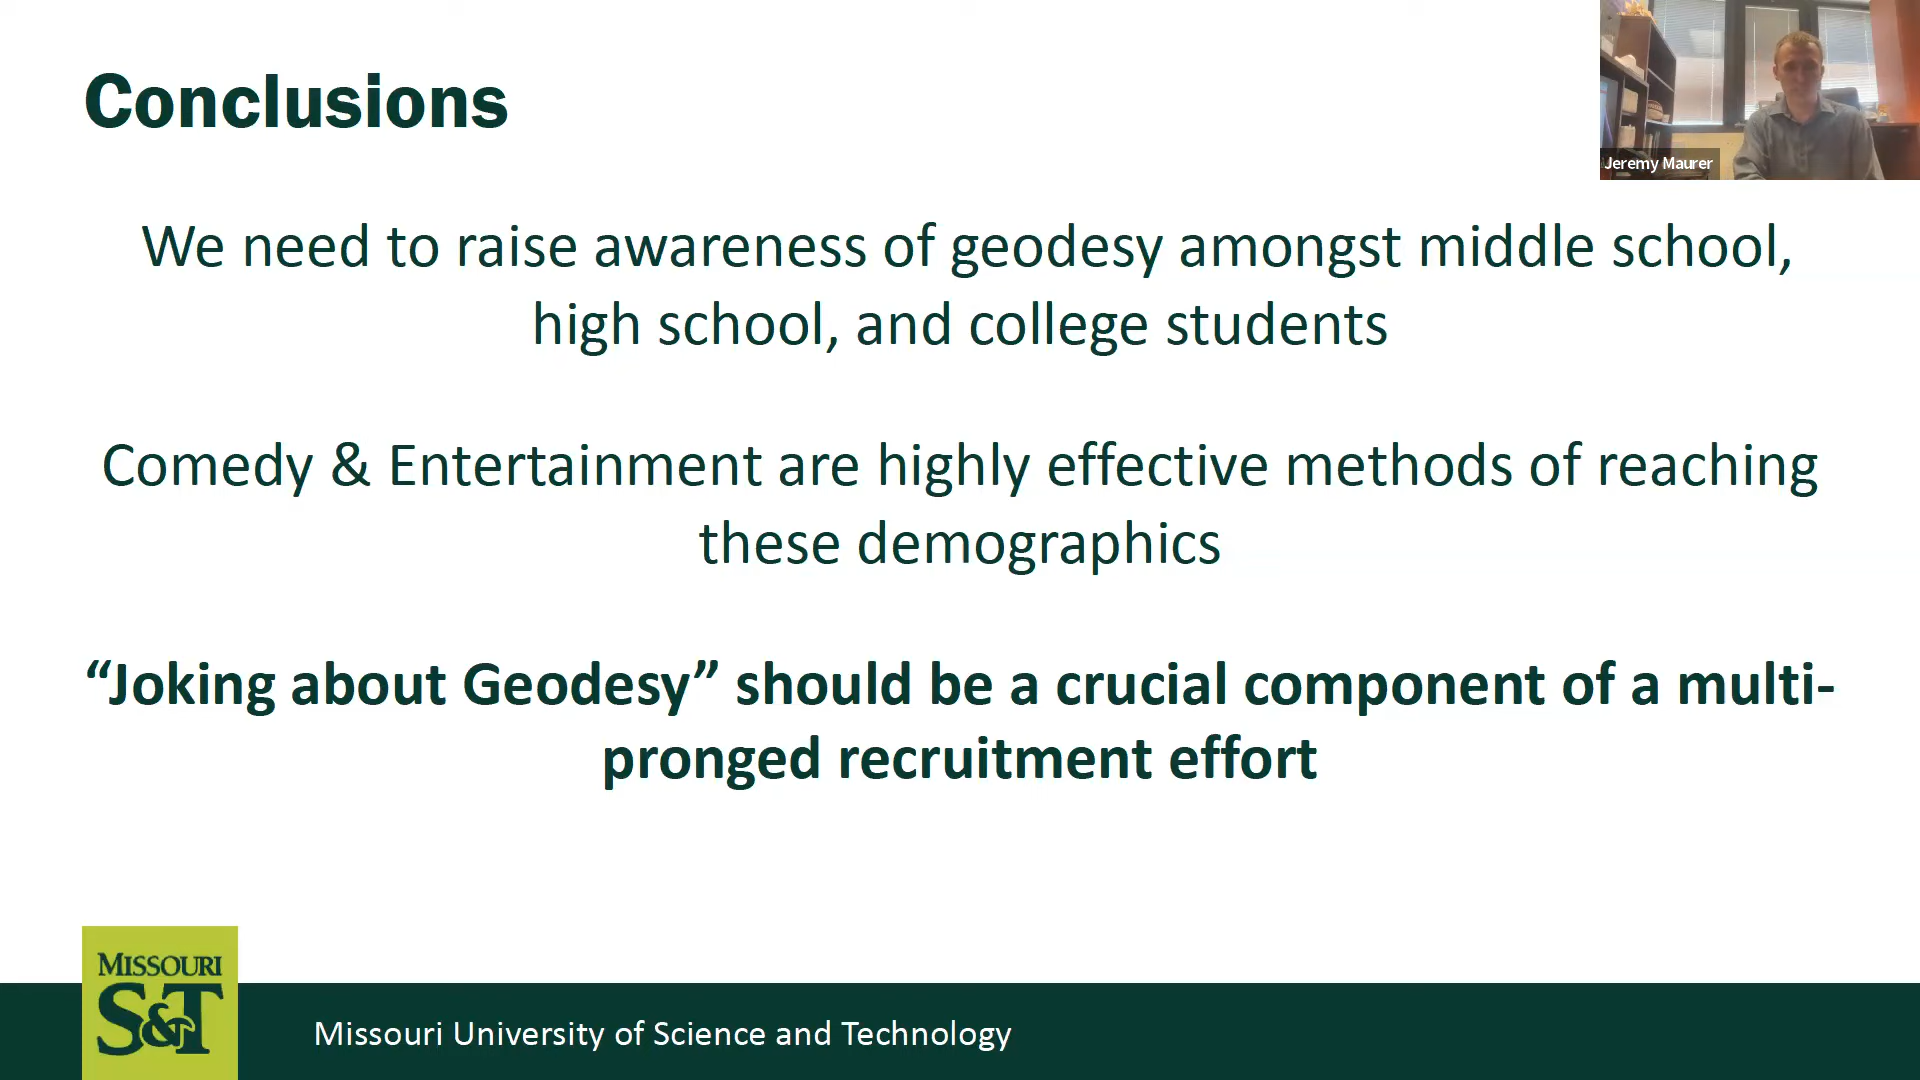 Conclusions
Jeremy Maurer
We need to raise awareness of geodesy amongst middle school,
high school, and college students
Comedy & Entertainment are highly effective methods of reaching
these demographics
“Joking about Geodesy” should be a crucial component of a multi-
pronged recruitment effort
MISSOURI
S&T
Missouri University of Science and Technology